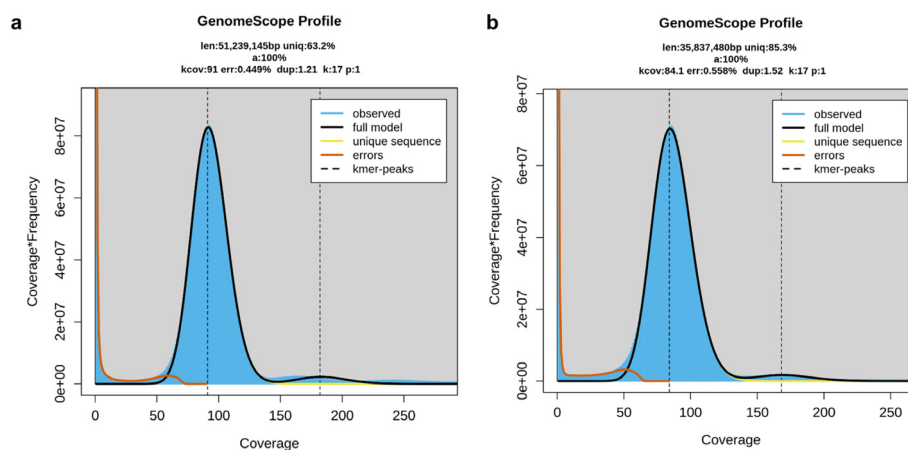 a
GenomeScope Profile
len:51,239,145bp uniq:63.2%
a:100%
kcov:91 err:0.449% dup:1.21 k:17 p:1
observed
full model
unique sequence
errors
kmer-peaks
Coverage*Frequency
0e+00
2e+07
4e+07
6e+07
8e+07
0
50
100
150
200
250
Coverage
b
GenomeScope Profile
len:35,837,480bp uniq:85.3%
a:100%
kcov:84.1 err:0.558% dup:1.52 k:17 p:1
observed
full model
unique sequence
errors
kmer-peaks
Coverage*Frequency
0e+00
2e+07
4e+07
6e+07
8e+07
0
50
100
150
200
250
Coverage